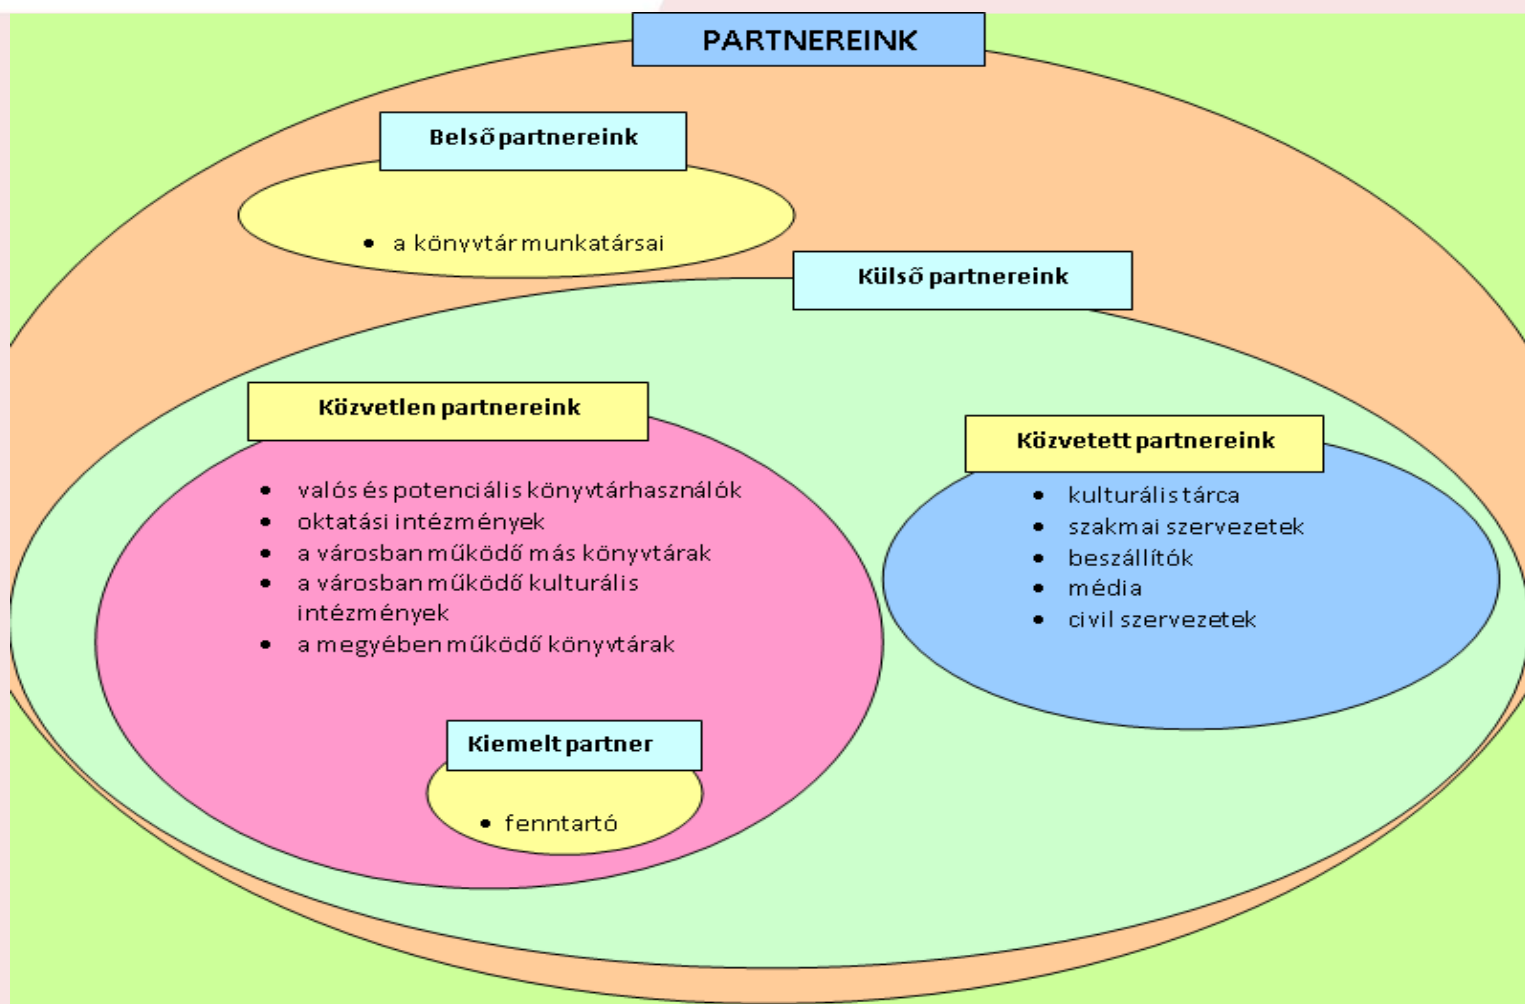 PARTNEREINK
Belső partnereink
• a könyvtár munkatársai
Külső partnereink
Közvetlen partnereink
• valós és potenciális könyvtárhasználók
• oktatási intézmények
• a városban működő más könyvtárak
• a városban működő kulturális
intézmények
• a megyében működő könyvtárak
Kiemelt partner
• fenntartó
Közvetett partnereink
• kulturális tárca
• szakmai szervezetek
• beszállítók
• média
• civil szervezetek